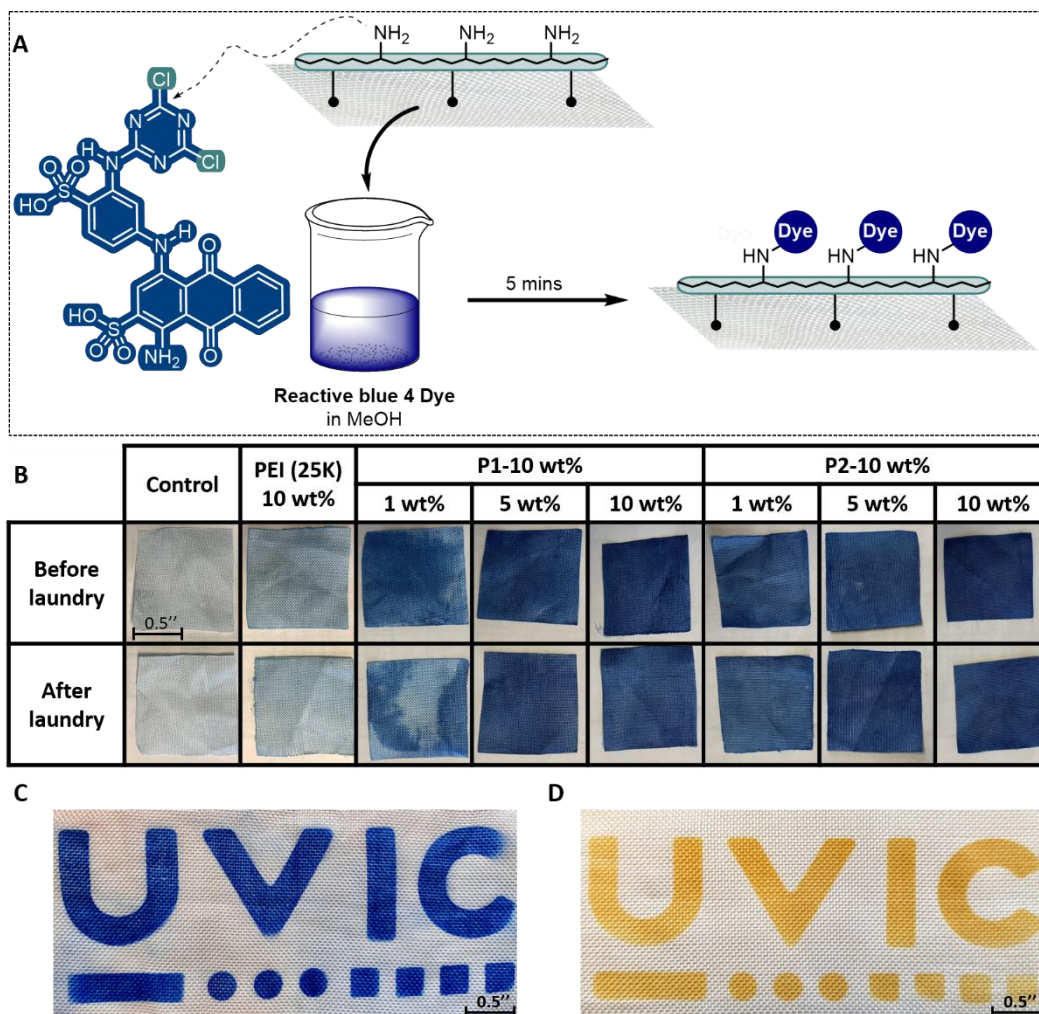 A
NH2 NH2 NH2
Cl
N N
H N N Cl
O O N
HO S
N H
O
HO S
O O
NH2 O
Reactive blue 4 Dye
in MeOH
5 mins
Dye Dye Dye
HN HN HN
B
Control
PEI (25K)
10 wt%
P1-10 wt%
P2-10 wt%
1 wt% 5 wt% 10 wt% 1 wt% 5 wt% 10 wt%
Before
laundry
0.5’’
After
laundry
C
UVIC
0.5’’
D
UVIC
0.5’’